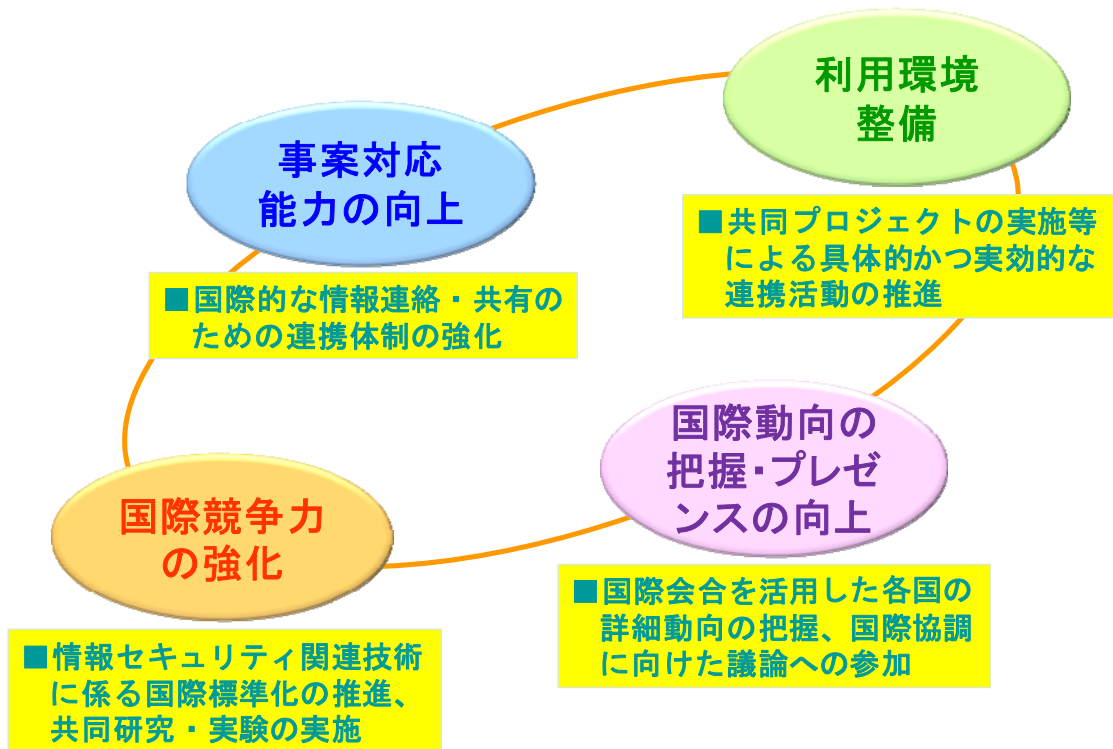 利用環境
整備
■共同プロジェクトの実施等
による具体的かつ実効的な
連携活動の推進
事案対応
能力の向上
■国際的な情報連絡・共有の
ための連携体制の強化
国際動向の
把握・プレゼ
ンスの向上
■国際会合を活用した各国の
詳細動向の把握、国際協調
に向けた議論への参加
国際競争力
の強化
■情報セキュリティ関連技術
に係る国際標準化の推進、
共同研究・実験の実施